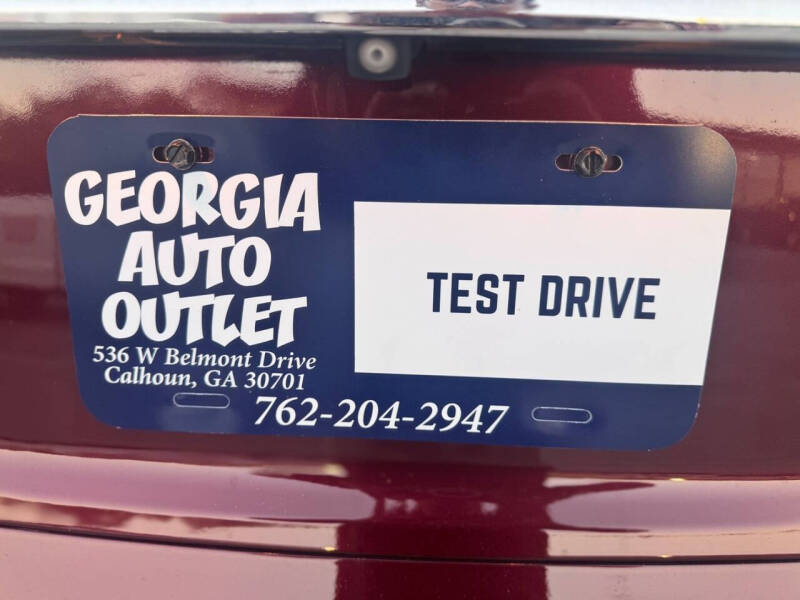 GEORGIA
AUTO
OUTLET
536 W Belmont Drive
Calhoun, GA 30701
762-204-2947
TEST DRIVE